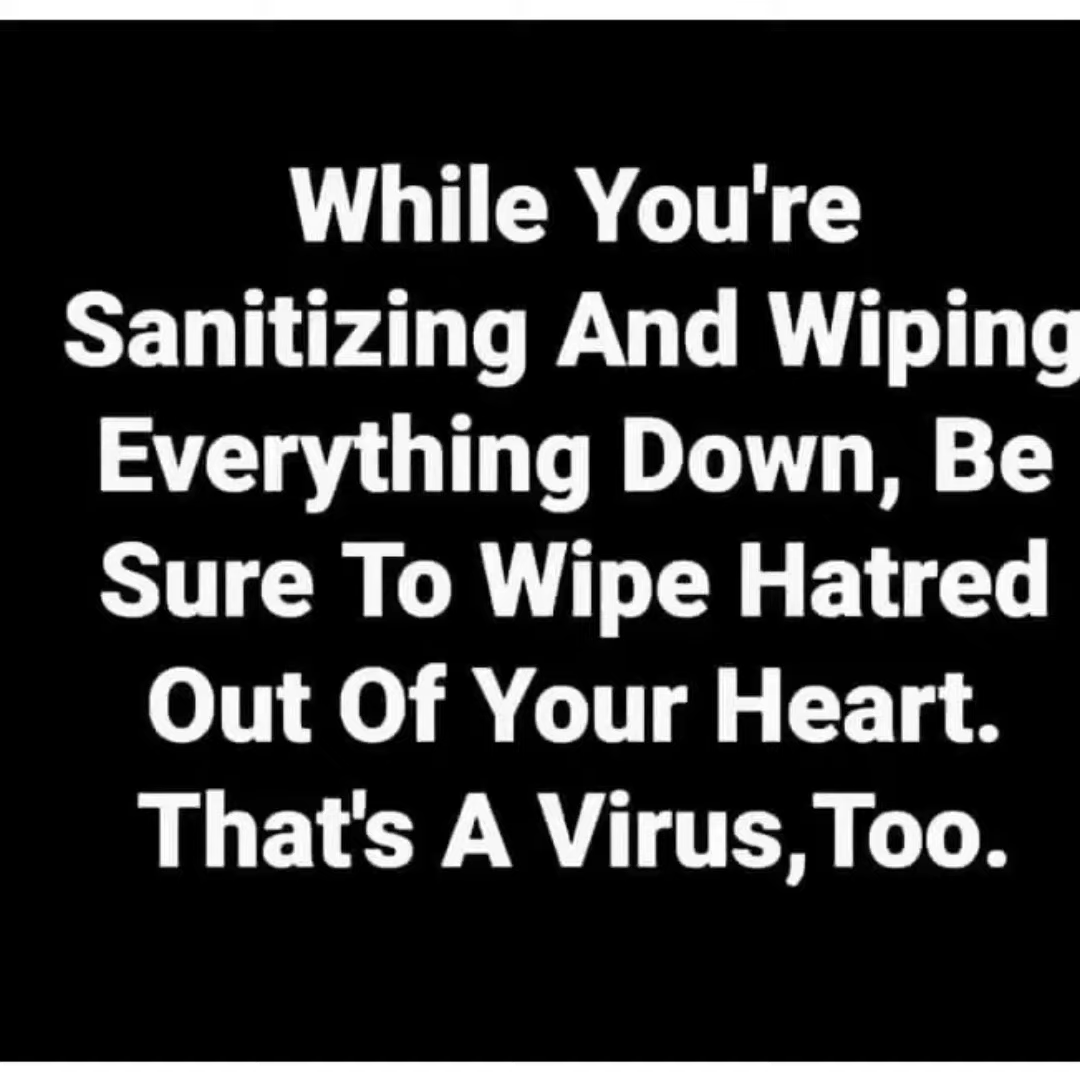 While You're
Sanitizing And Wiping
Everything Down, Be
Sure To Wipe Hatred
Out Of Your Heart.
That's A Virus,Too.